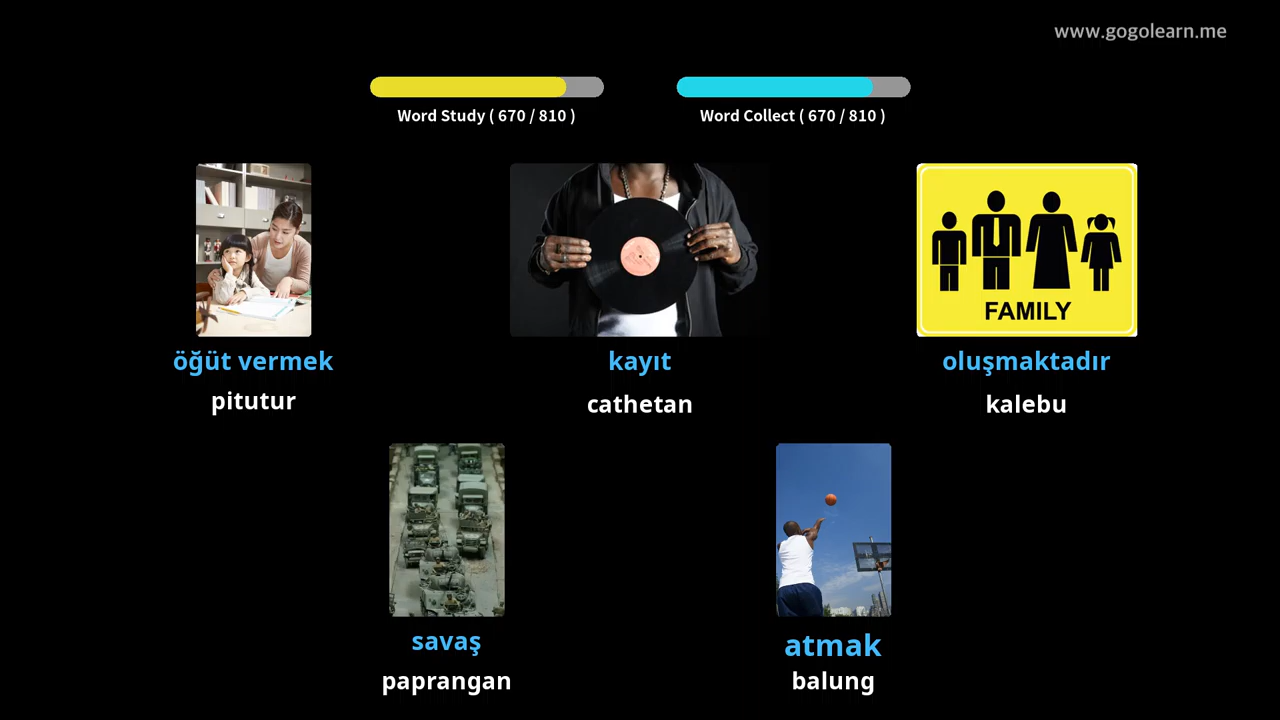 www.gogolearn.me
Word Study ( 670 / 810 )
Word Collect ( 670 / 810 )
FAMILY
öğüt vermek
kayıt
oluşmaktadır
pitutur
cathetan
kalebu
savaş
atmak
paprangan
balung